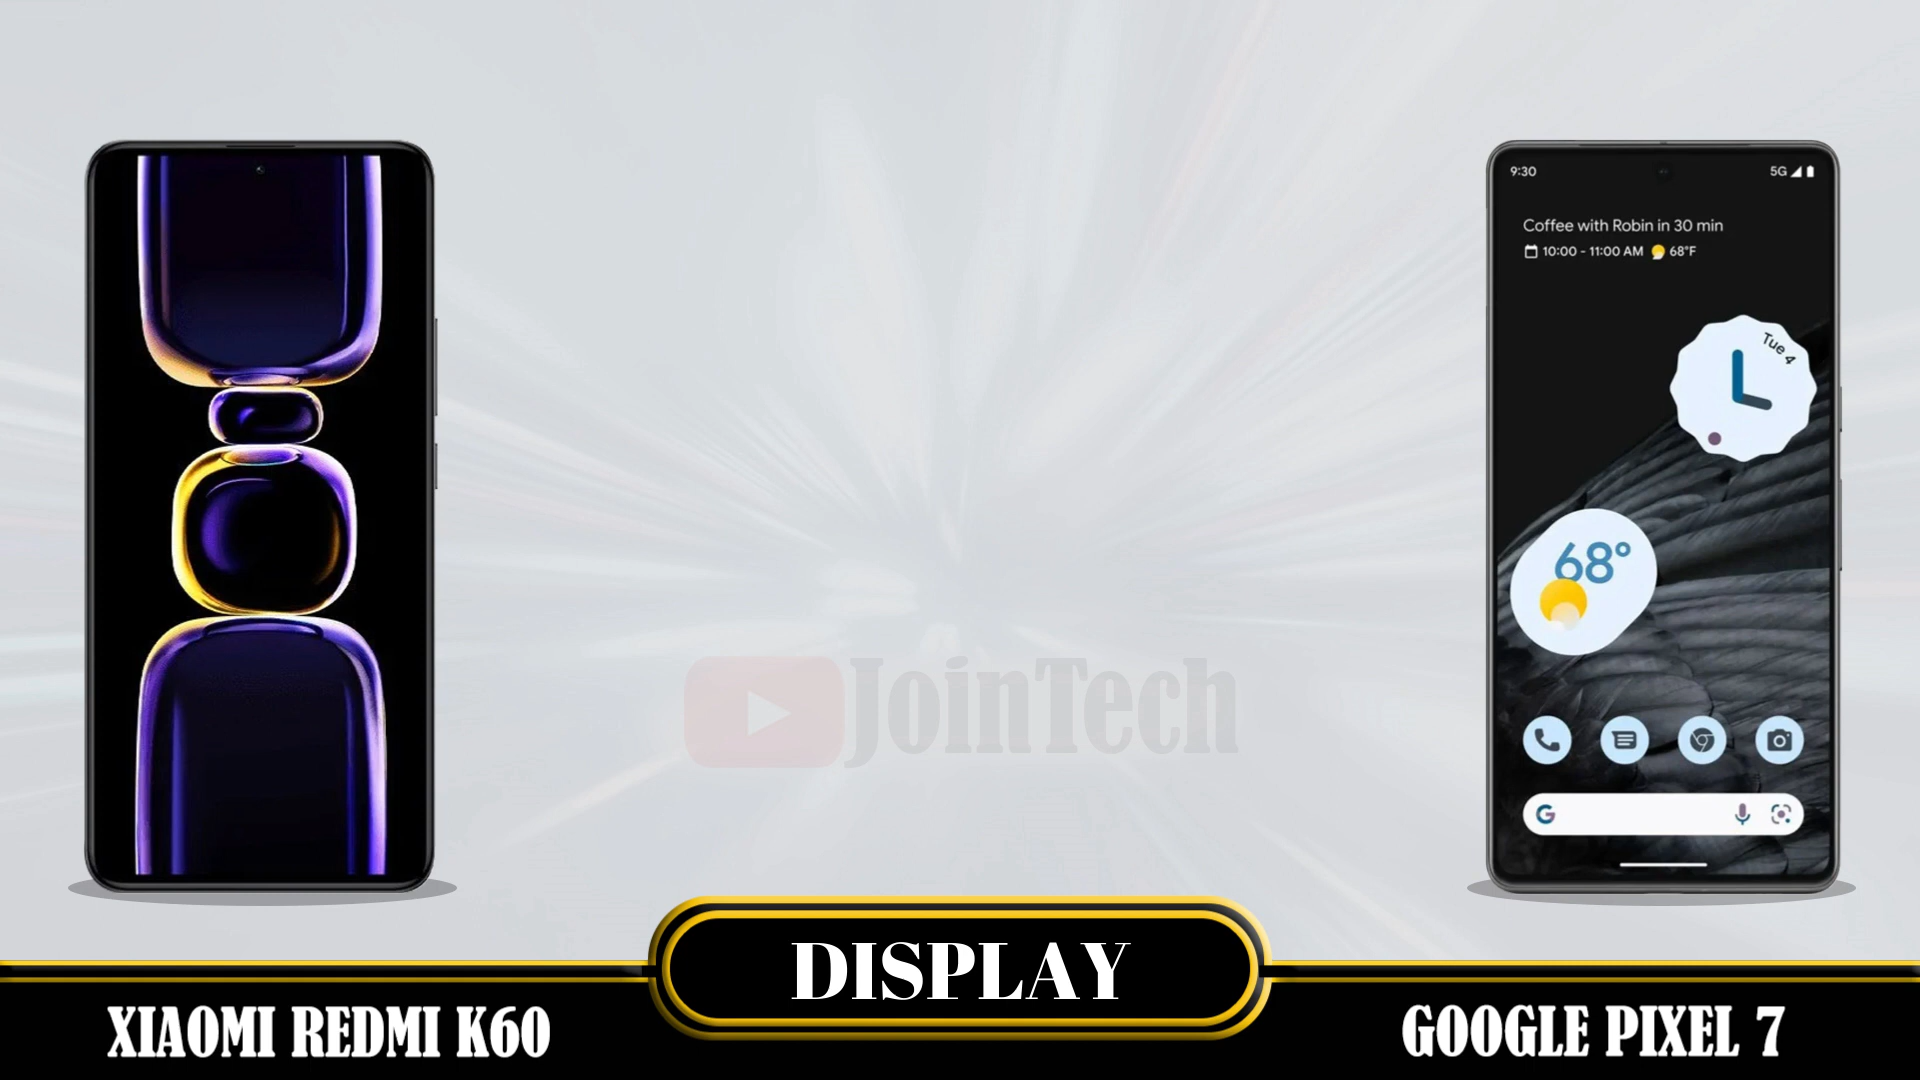 9:30
5G
Coffee with Robin in 30 min
10:00 - 11:00 AM 68°F
Tue 4
68°
G
JoinTech
DISPLAY
XIAOMI REDMI K60
GOOGLE PIXEL 7